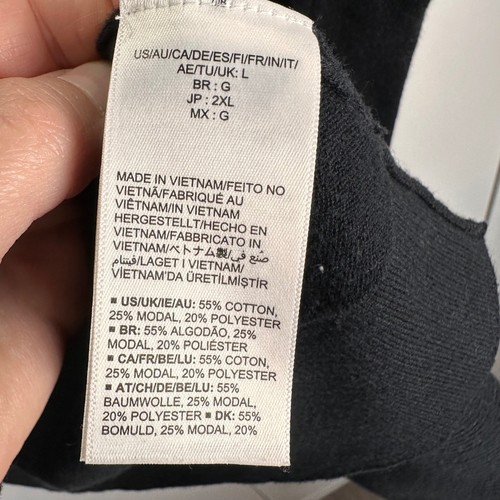 US/AU/CA/DE/ES/FI/FR/IN/IT/
AE/TU/UK: L
BR : G
JP : 2XL
MX : G
MADE IN VIETNAM/FEITO NO
VIETNÃ/FABRIQUÉ AU
VIÊTNAM/IN VIETNAM
HERGESTELLT/HECHO EN
VIETNAM/FABBRICATO IN
VIETNAM/ベトナム製/صُنع في
فيتنام/LAGET I VIETNAM/
VİETNAM'DA ÜRETİLMİŞTİR
■ US/UK/IE/AU: 55% COTTON,
25% MODAL, 20% POLYESTER
■ BR: 55% ALGODÃO, 25%
MODAL, 20% POLIÉSTER
■ CA/FR/BE/LU: 55% COTON,
25% MODAL, 20% POLYESTER
■ AT/CH/DE/BE/LU: 55%
BAUMWOLLE, 25% MODAL,
20% POLYESTER ■ DK: 55%
BOMULD, 25% MODAL, 20%